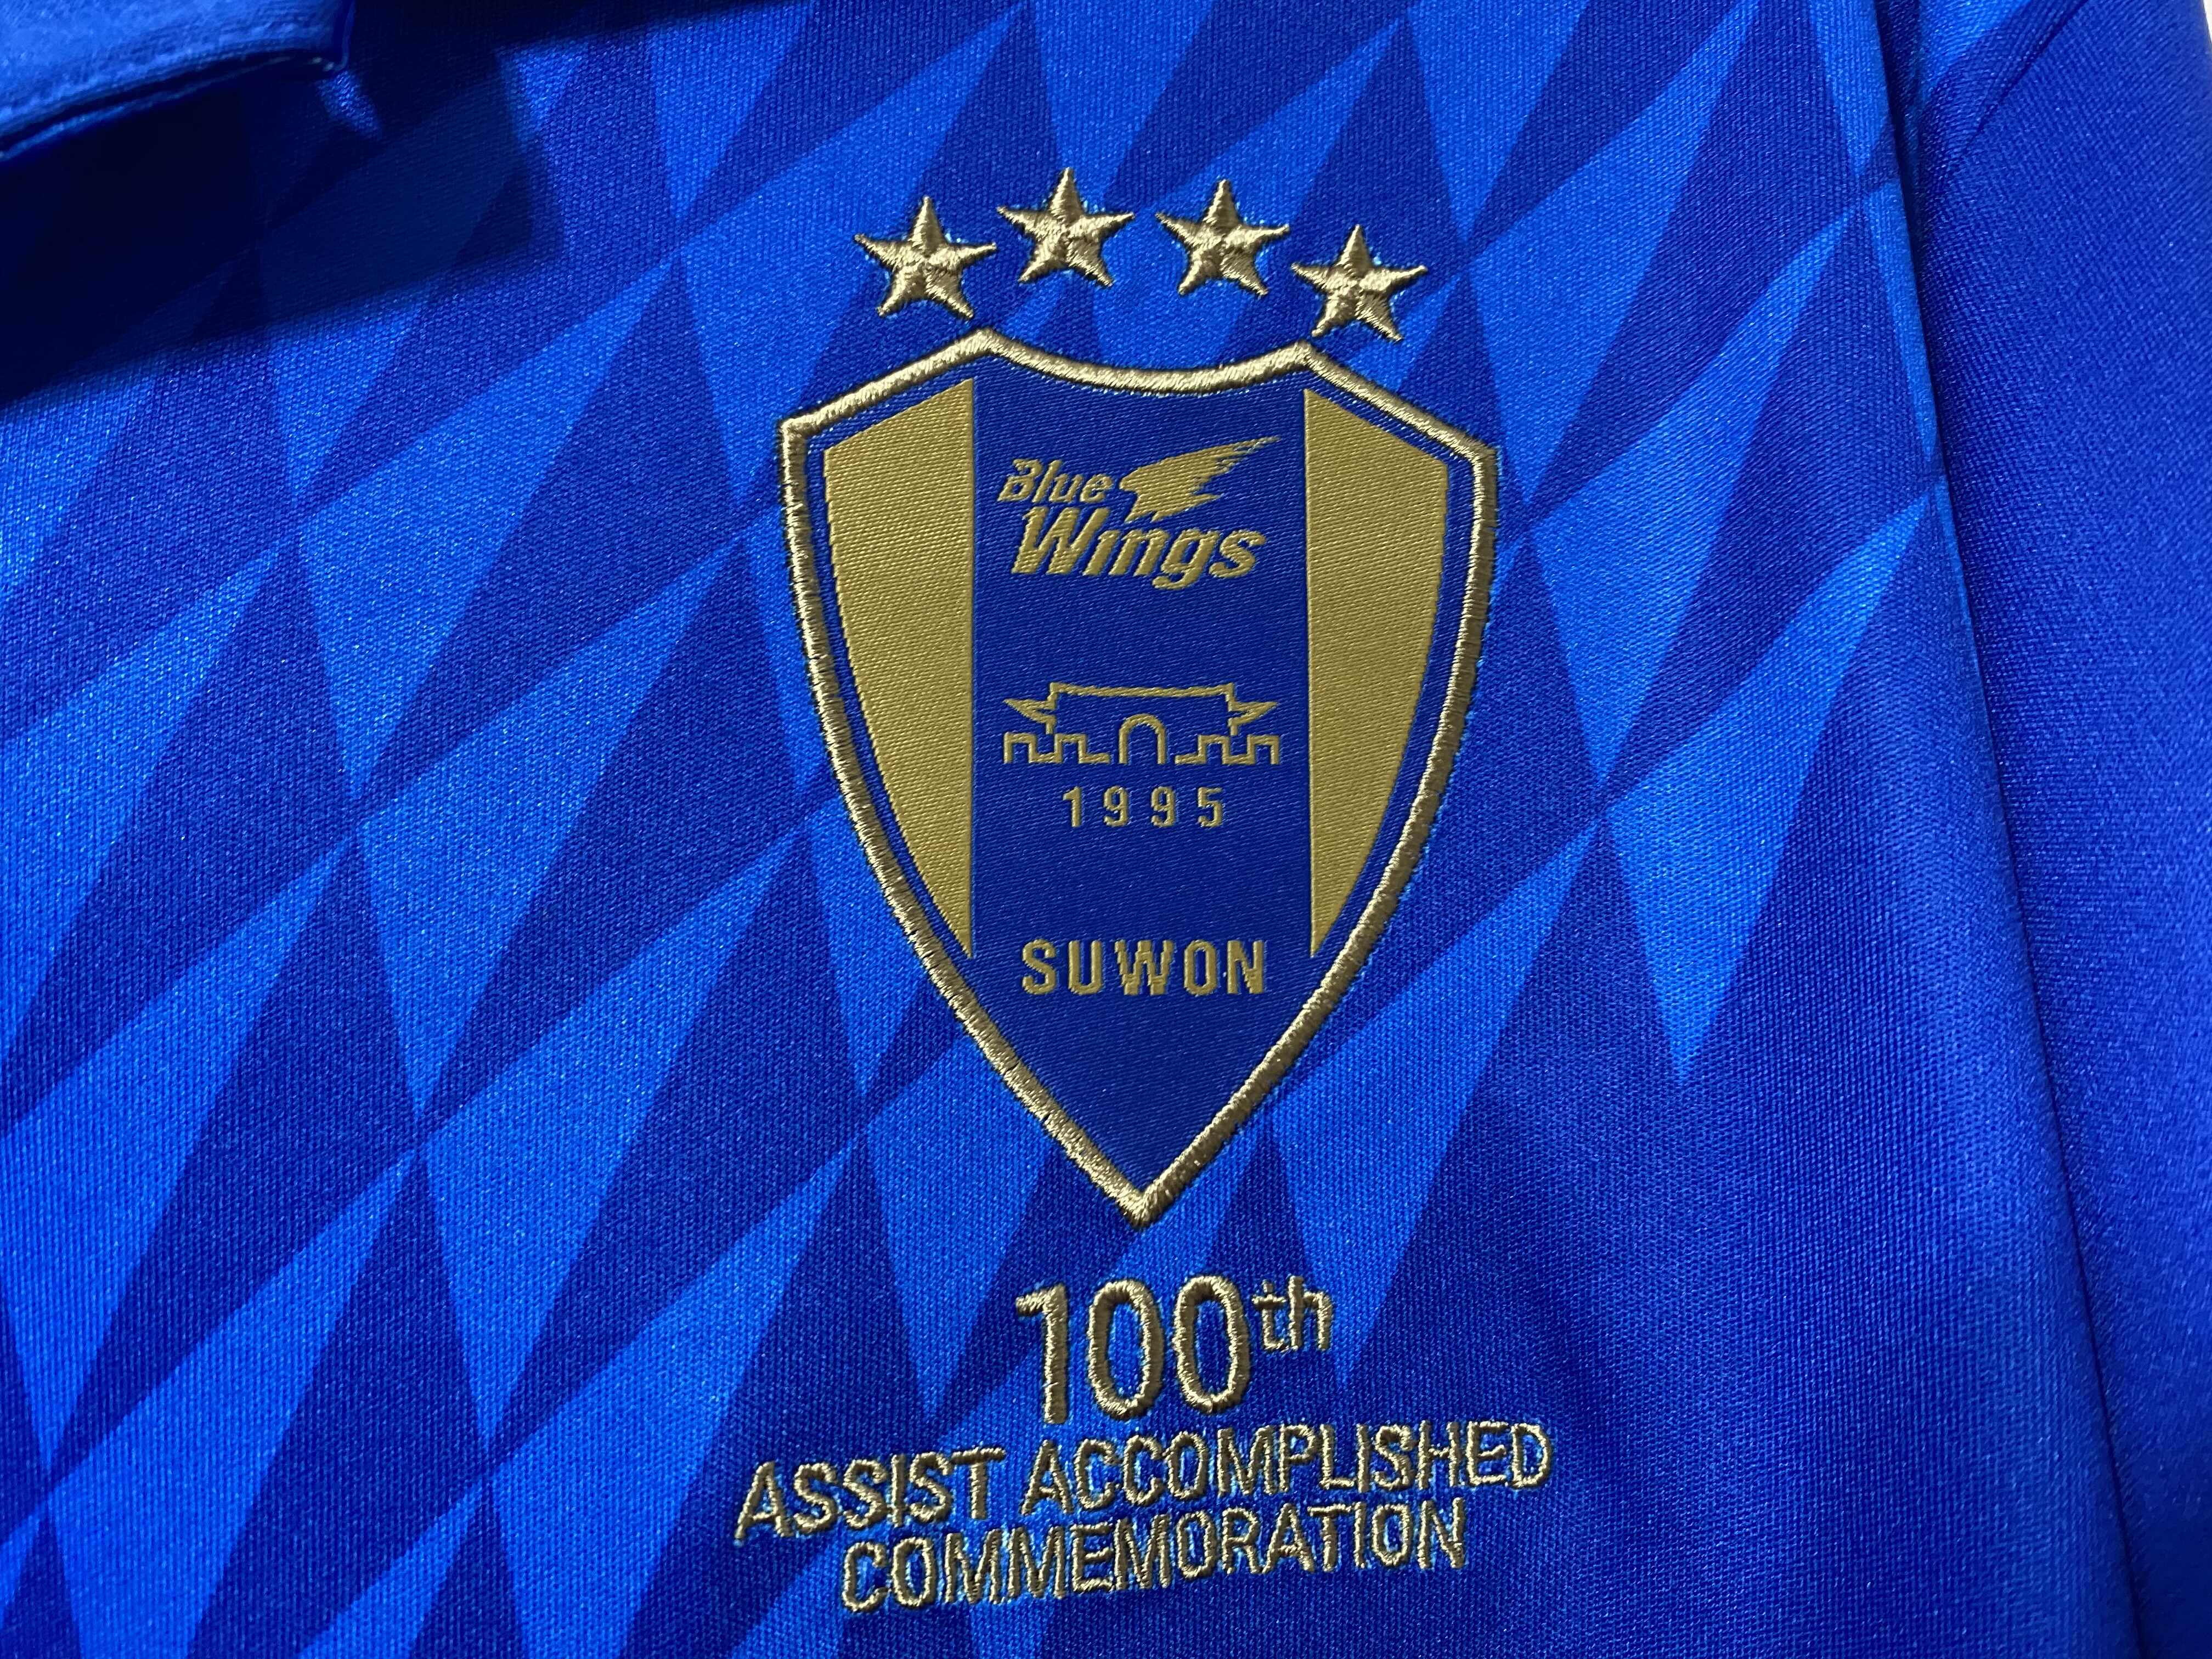 Blue
Wings
1995
SUWON
100th
ASSIST ACCOMPLISHED
COMMEMORATION